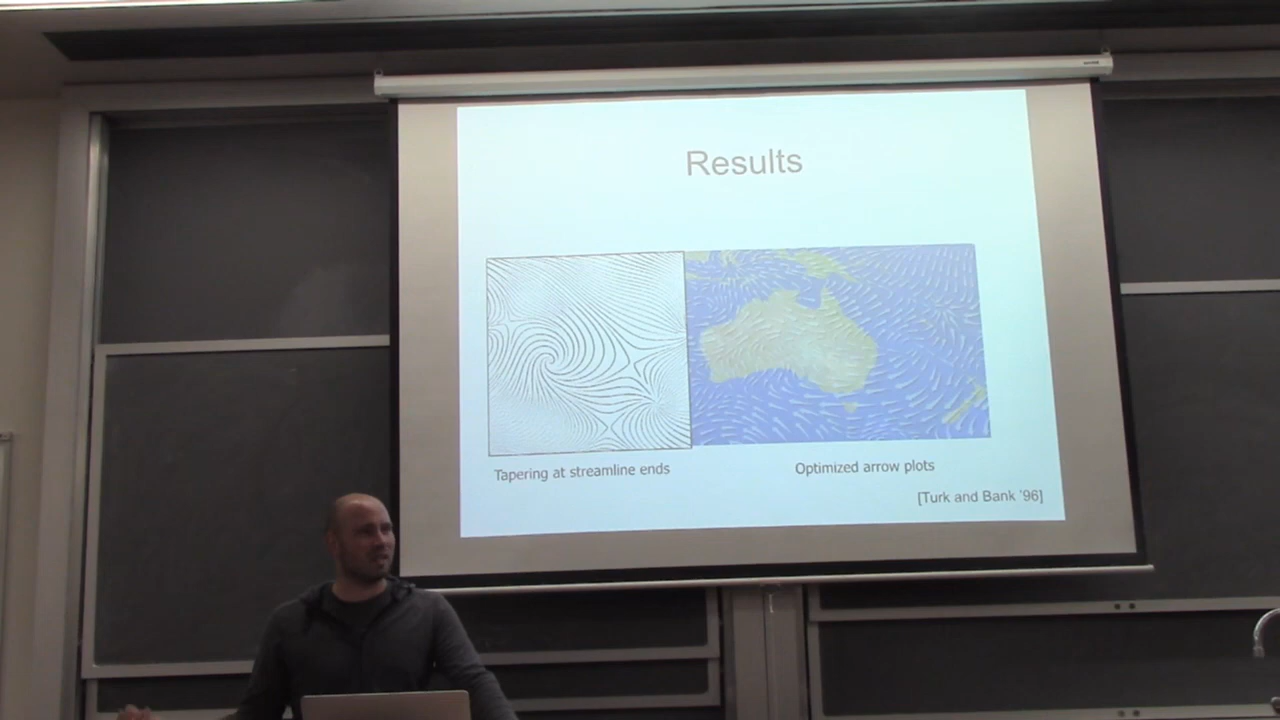 Results
Tapering at streamline ends
Optimized arrow plots
[Turk and Bank '96]